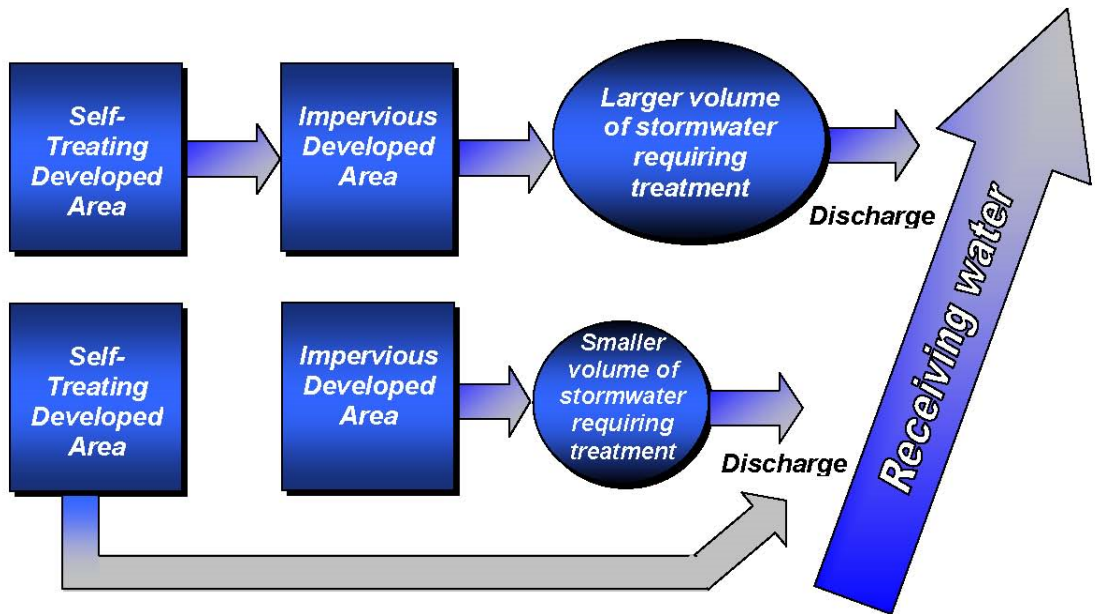 Self-
Treating
Developed
Area
Impervious
Developed
Area
Larger volume
of stormwater
requiring
treatment
Discharge
Self-
Treating
Developed
Area
Impervious
Developed
Area
Smaller
volume of
stormwater
requiring
treatment
Discharge
Receiving water